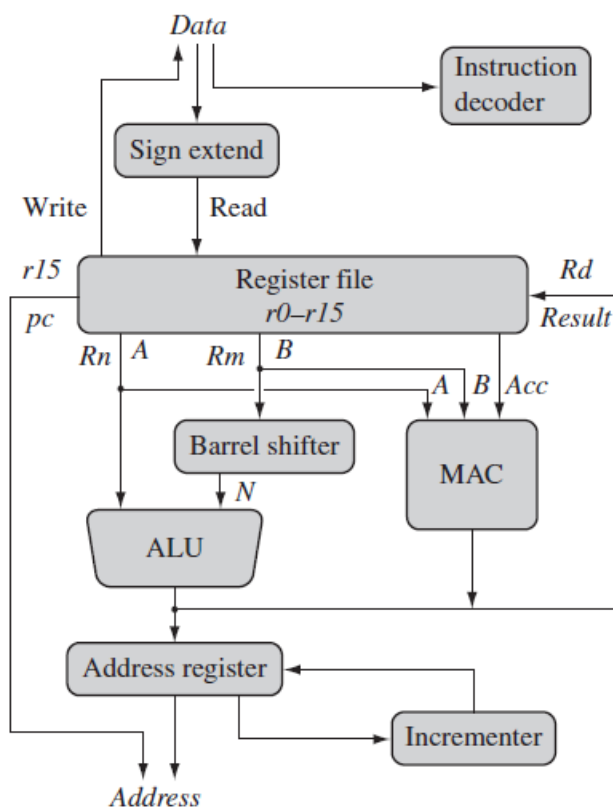 Data
Instruction
decoder
Sign extend
Write
Read
r15
Register file
Rd
pc
r0–r15
Result
Rn
A
Rm
B
A
B
Acc
Barrel shifter
MAC
N
ALU
Address register
Incrementer
Address